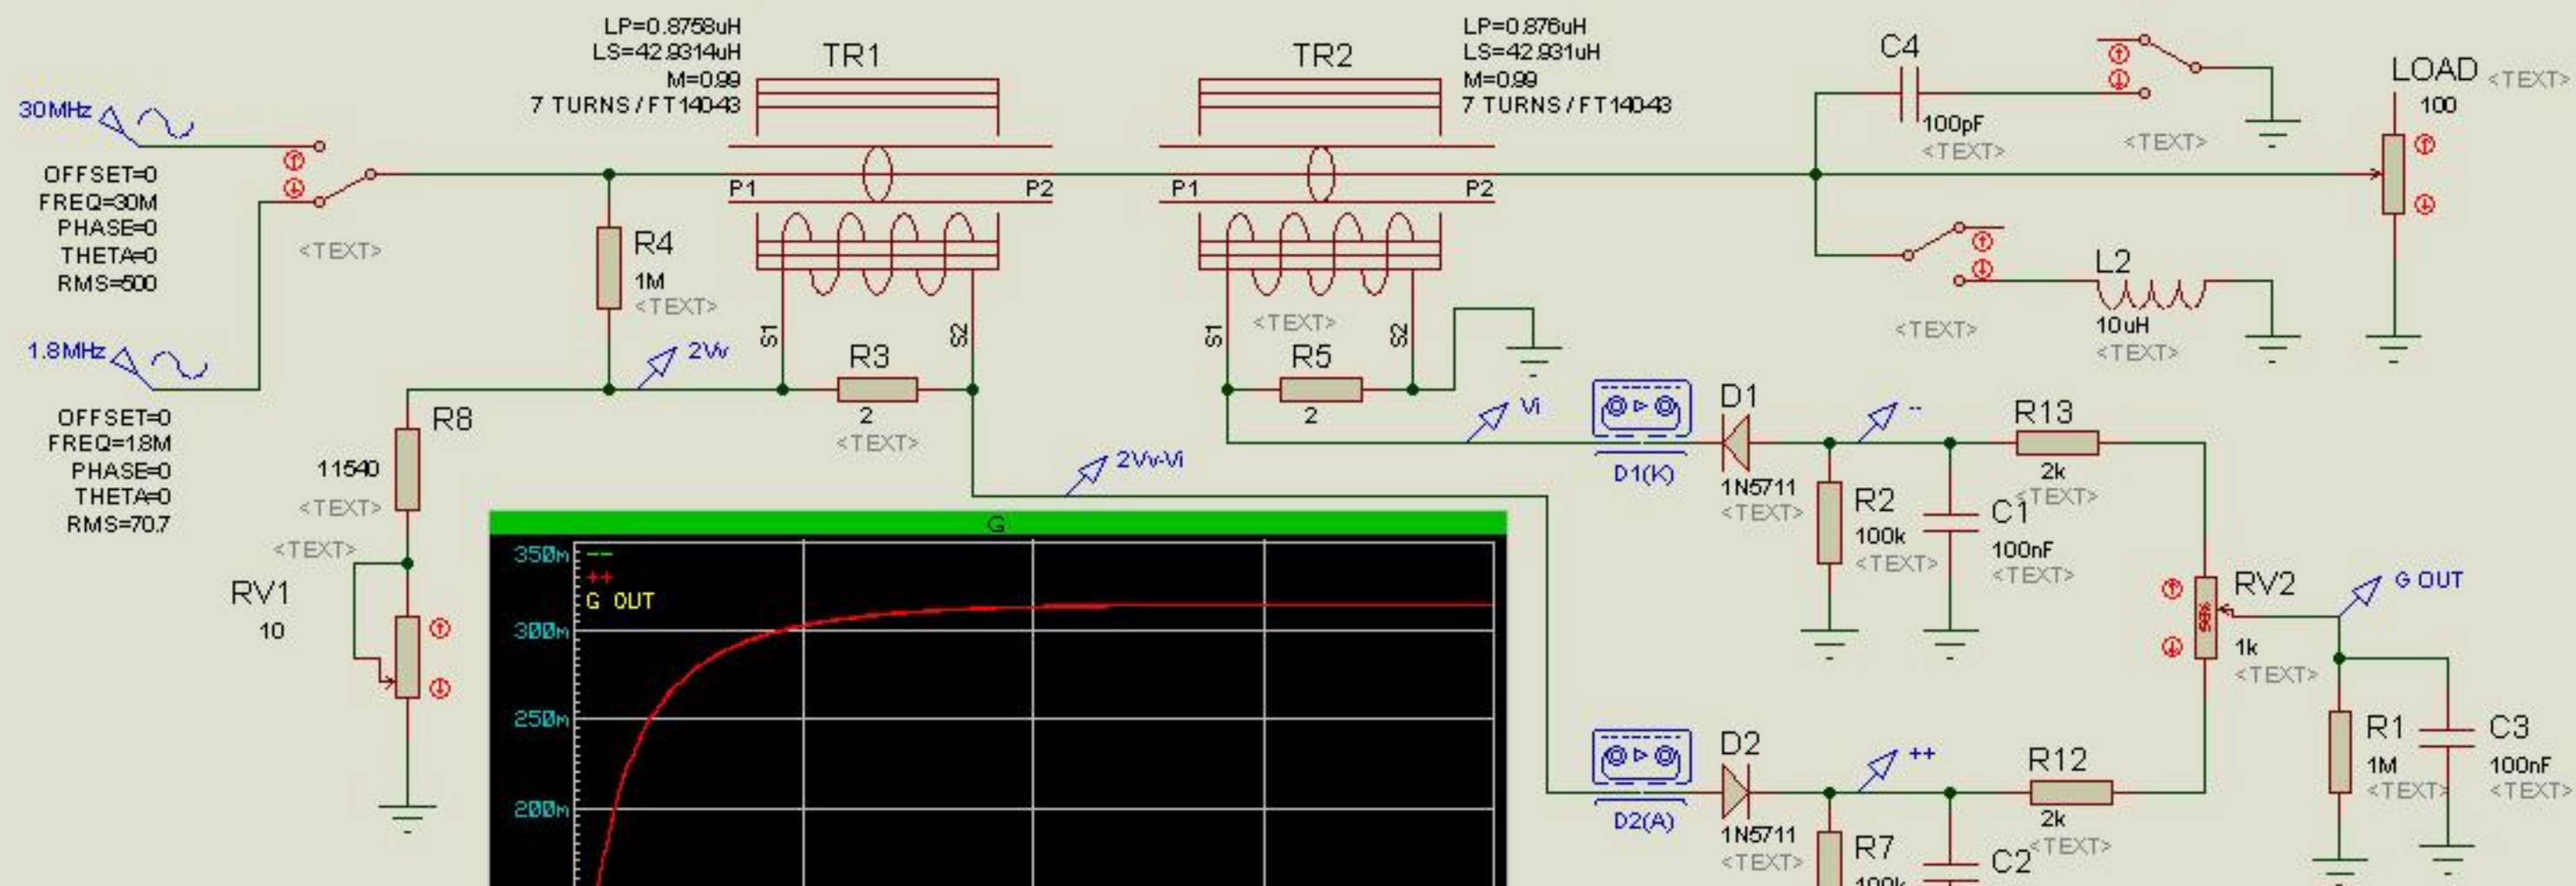 LP=0.8758uH
LS=42.9314uH
M=0.99
7 TURNS / FT140-43
TR1
TR2
LP=0.876uH
LS=42.931uH
M=0.99
7 TURNS / FT140-43
C4
100pF
<TEXT>
<TEXT>
LOAD <TEXT>
100
30MHz
OFFSET=0
FREQ=30M
PHASE=0
THETA=0
RMS=500
<TEXT>
P1
P2
P1
P2
R4
1M
<TEXT>
S1
S2
S1
S2
<TEXT>
L2
10uH
<TEXT>
<TEXT>
1.8MHz
OFFSET=0
FREQ=1.8M
PHASE=0
THETA=0
RMS=70.7
2Vv
R3
2
<TEXT>
R5
2
Vi
2Vv-Vi
R8
11540
<TEXT>
<TEXT>
RV1
10
D1(K)
D1
1N5711
<TEXT>
--
R2
100k
<TEXT>
C1
100nF
<TEXT>
R13
2k
<TEXT>
RV2
56%
1k
<TEXT>
G OUT
G
350m
--
++
G OUT
300m
250m
200m
D2(A)
D2
1N5711
<TEXT>
++
R7
100k
C2
R12
2k
<TEXT>
R1
1M
<TEXT>
C3
100nF
<TEXT>